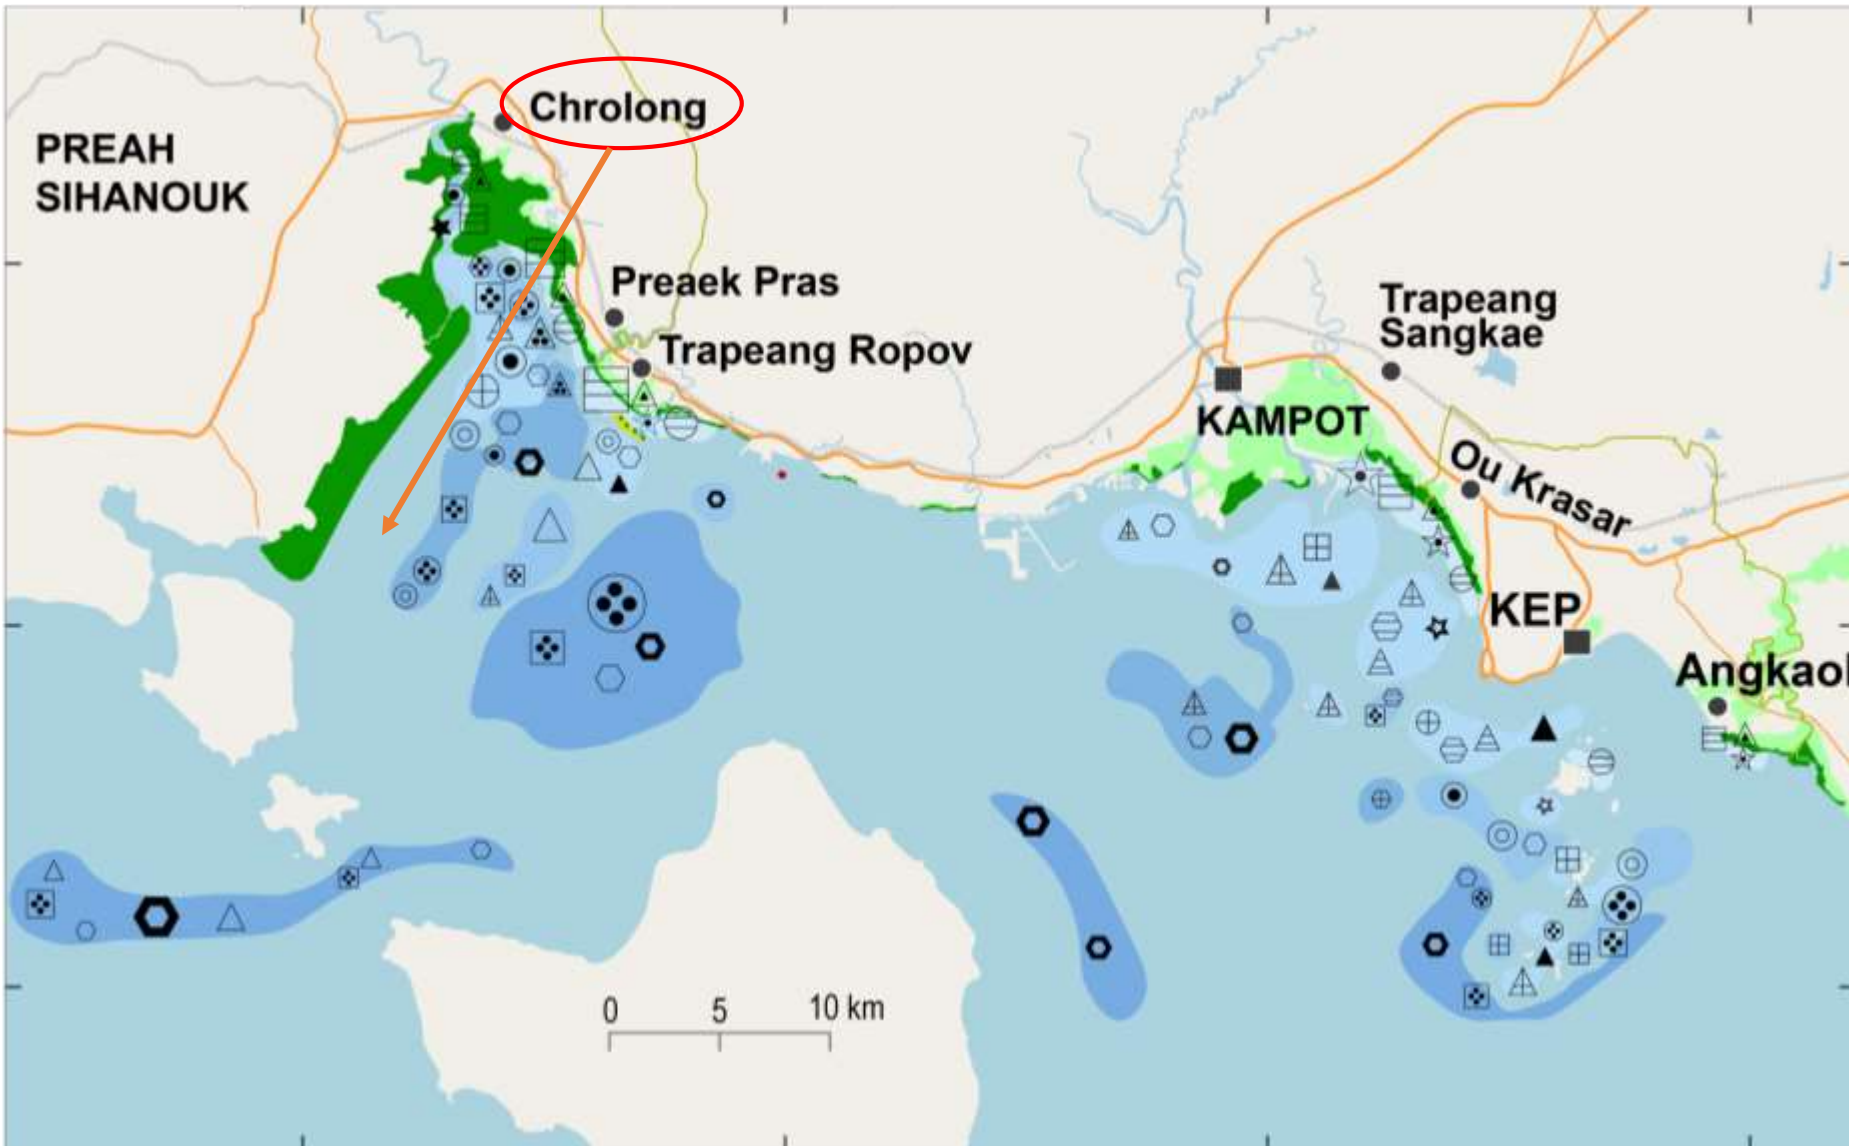 Chrolong
PREAH
SIHANOUK
Preaek Pras
Trapeang Ropov
Trapeang
Sangkae
KAMPOT
Ou Krasar
KEP
Angkaol
0 5 10 km